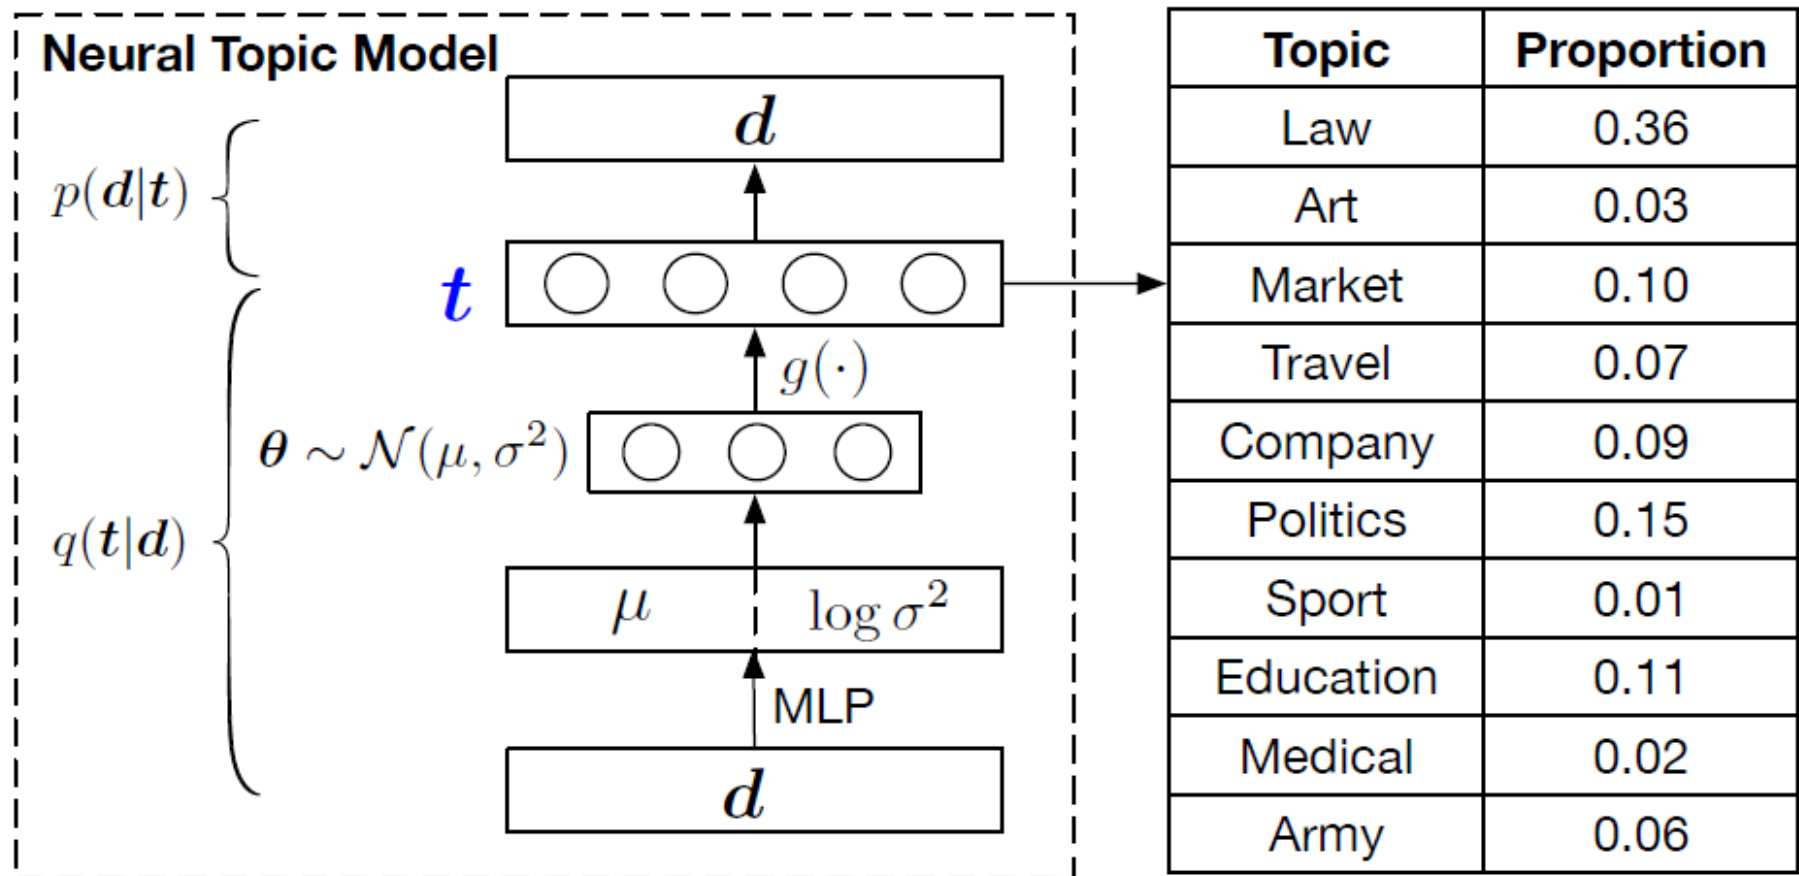 Neural Topic Model
d
p(d|t)
t
g(·)
θ ∼ N(μ, σ²)
q(t|d)
μ log σ²
MLP
d
Topic Proportion
Law 0.36
Art 0.03
Market 0.10
Travel 0.07
Company 0.09
Politics 0.15
Sport 0.01
Education 0.11
Medical 0.02
Army 0.06